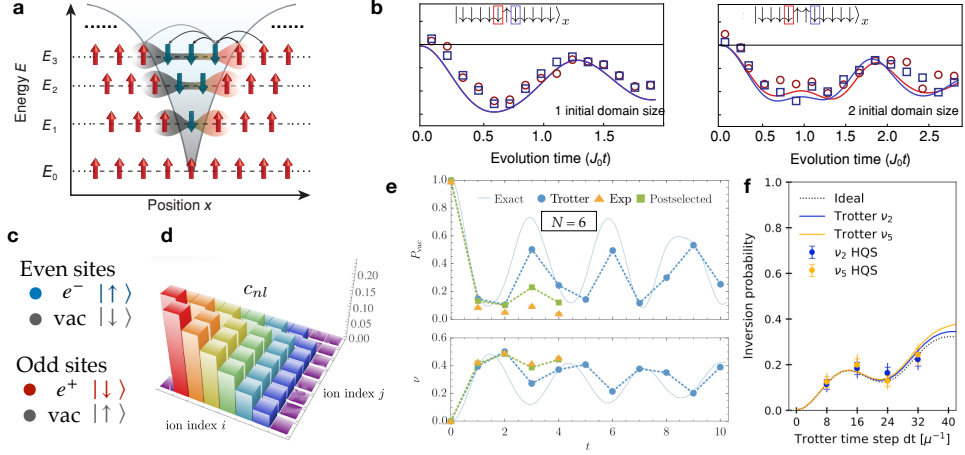 a
Energy E
E₃
E₂
E₁
E₀
Position x
b
x
1 initial domain size
0.0 0.5 1.0 1.5
Evolution time (J₀t)
x
2 initial domain size
0.0 0.5 1.0 1.5 2.0 2.5
Evolution time (J₀t)
c
Even sites
e⁻ |↑⟩
vac |↓⟩
Odd sites
e⁺ |↓⟩
vac |↑⟩
d
cₙₗ
0.20
0.15
0.10
0.05
0.00
ion index j
ion index i
e
Exact Trotter Exp Postselected
N = 6
1.0
0.8
0.6
0.4
0.2
0.0
P_vac
0.6
0.4
0.2
0.0
ν
0 2 4 6 8 10
t
f
Ideal
Trotter ν₂
Trotter ν₅
ν₂ HQS
ν₅ HQS
1.0
0.8
0.6
0.4
0.2
0.0
Inversion probability
0 8 16 24 32 40
Trotter time step dt [μ⁻¹]